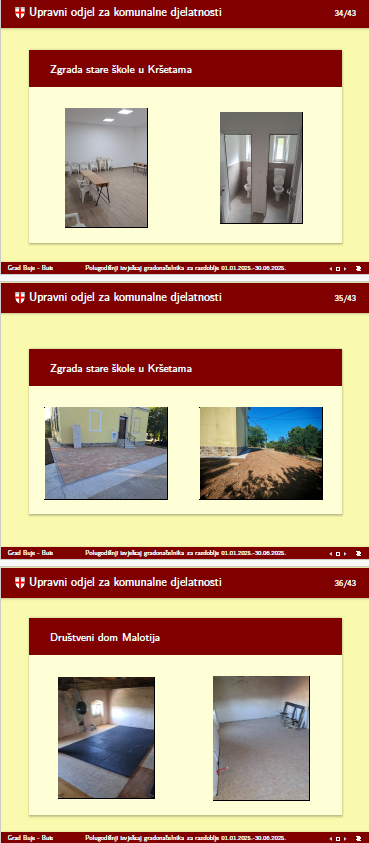 Upravni odjel za komunalne djelatnosti 34/43
Zgrada stare škole u Kršetama
Grad Buje - Buie Polugodišnji izvještaj gradonačelnika za razdoblje 01.01.2025.-30.06.2025.
Upravni odjel za komunalne djelatnosti 35/43
Zgrada stare škole u Kršetama
Grad Buje - Buie Polugodišnji izvještaj gradonačelnika za razdoblje 01.01.2025.-30.06.2025.
Upravni odjel za komunalne djelatnosti 36/43
Društveni dom Malotija
Grad Buje - Buie Polugodišnji izvještaj gradonačelnika za razdoblje 01.01.2025.-30.06.2025.